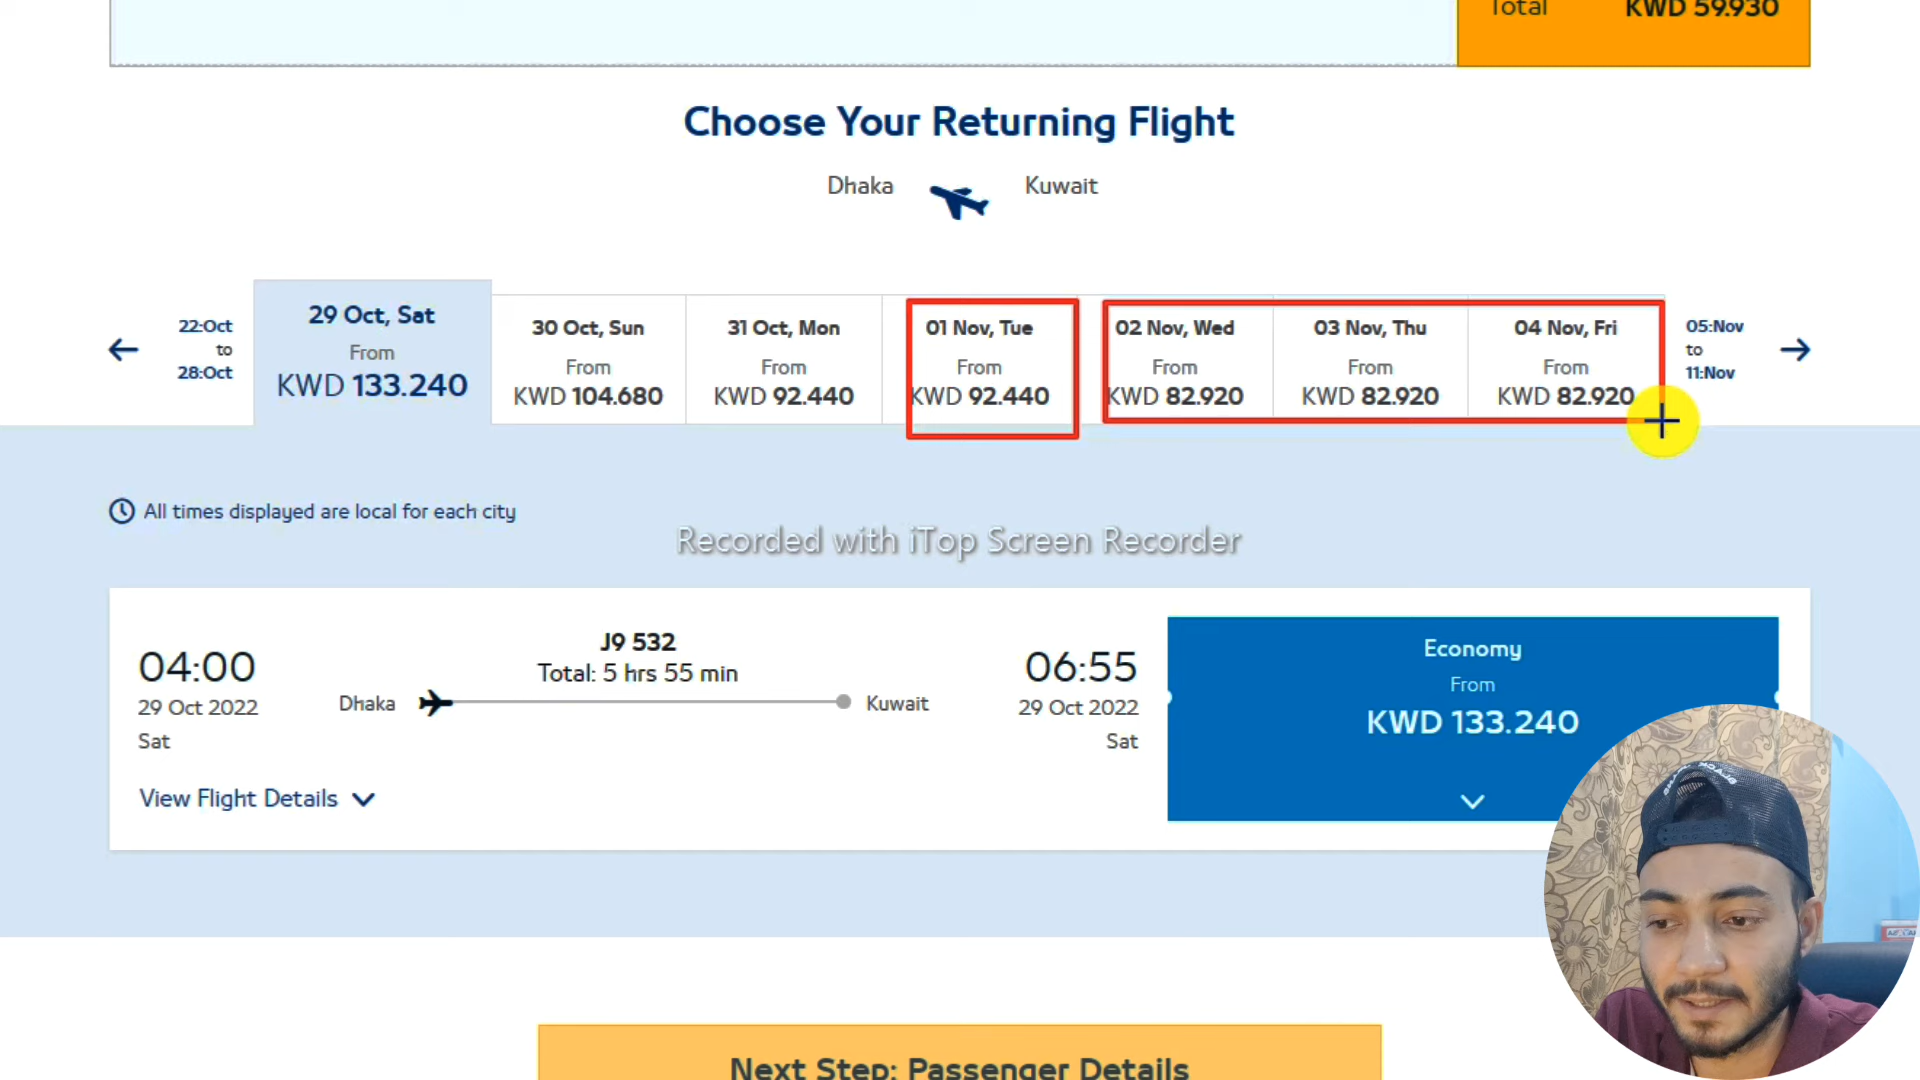 Total KWD 59.930
Choose Your Returning Flight
Dhaka Kuwait
22:Oct
to
28:Oct
29 Oct, Sat
From
KWD 133.240
30 Oct, Sun
From
KWD 104.680
31 Oct, Mon
From
KWD 92.440
01 Nov, Tue
From
KWD 92.440
02 Nov, Wed
From
KWD 82.920
03 Nov, Thu
From
KWD 82.920
04 Nov, Fri
From
KWD 82.920
05:Nov
to
11:Nov
All times displayed are local for each city
Recorded with iTop Screen Recorder
04:00
29 Oct 2022
Sat
Dhaka
J9 532
Total: 5 hrs 55 min
Kuwait
06:55
29 Oct 2022
Sat
View Flight Details
Economy
From
KWD 133.240
Next Step: Passenger Details